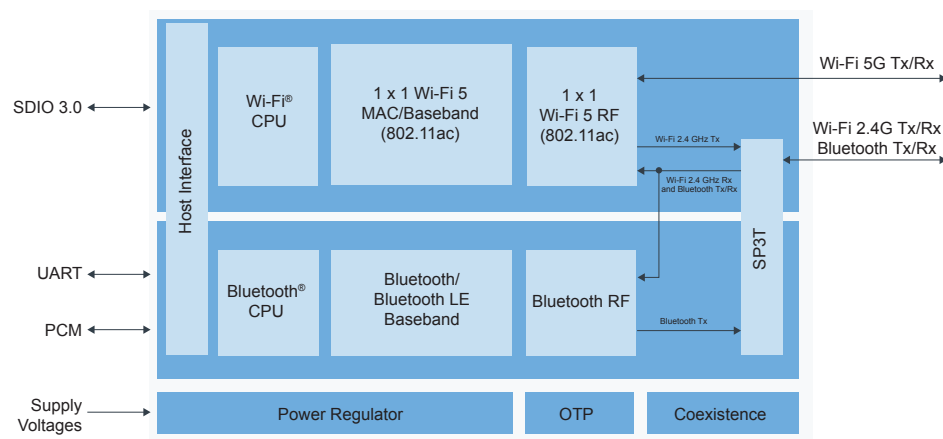 SDIO 3.0
UART
PCM
Supply
Voltages
Host Interface
Wi-Fi®
CPU
1 x 1 Wi-Fi 5
MAC/Baseband
(802.11ac)
1 x 1
Wi-Fi 5 RF
(802.11ac)
Wi-Fi 5G Tx/Rx
Wi-Fi 2.4G Tx/Rx
Bluetooth Tx/Rx
Wi-Fi 2.4 GHz Tx
Wi-Fi 2.4 GHz Rx
and Bluetooth Tx/Rx
SP3T
Bluetooth®
CPU
Bluetooth/
Bluetooth LE
Baseband
Bluetooth RF
Bluetooth Tx
Power Regulator
OTP
Coexistence